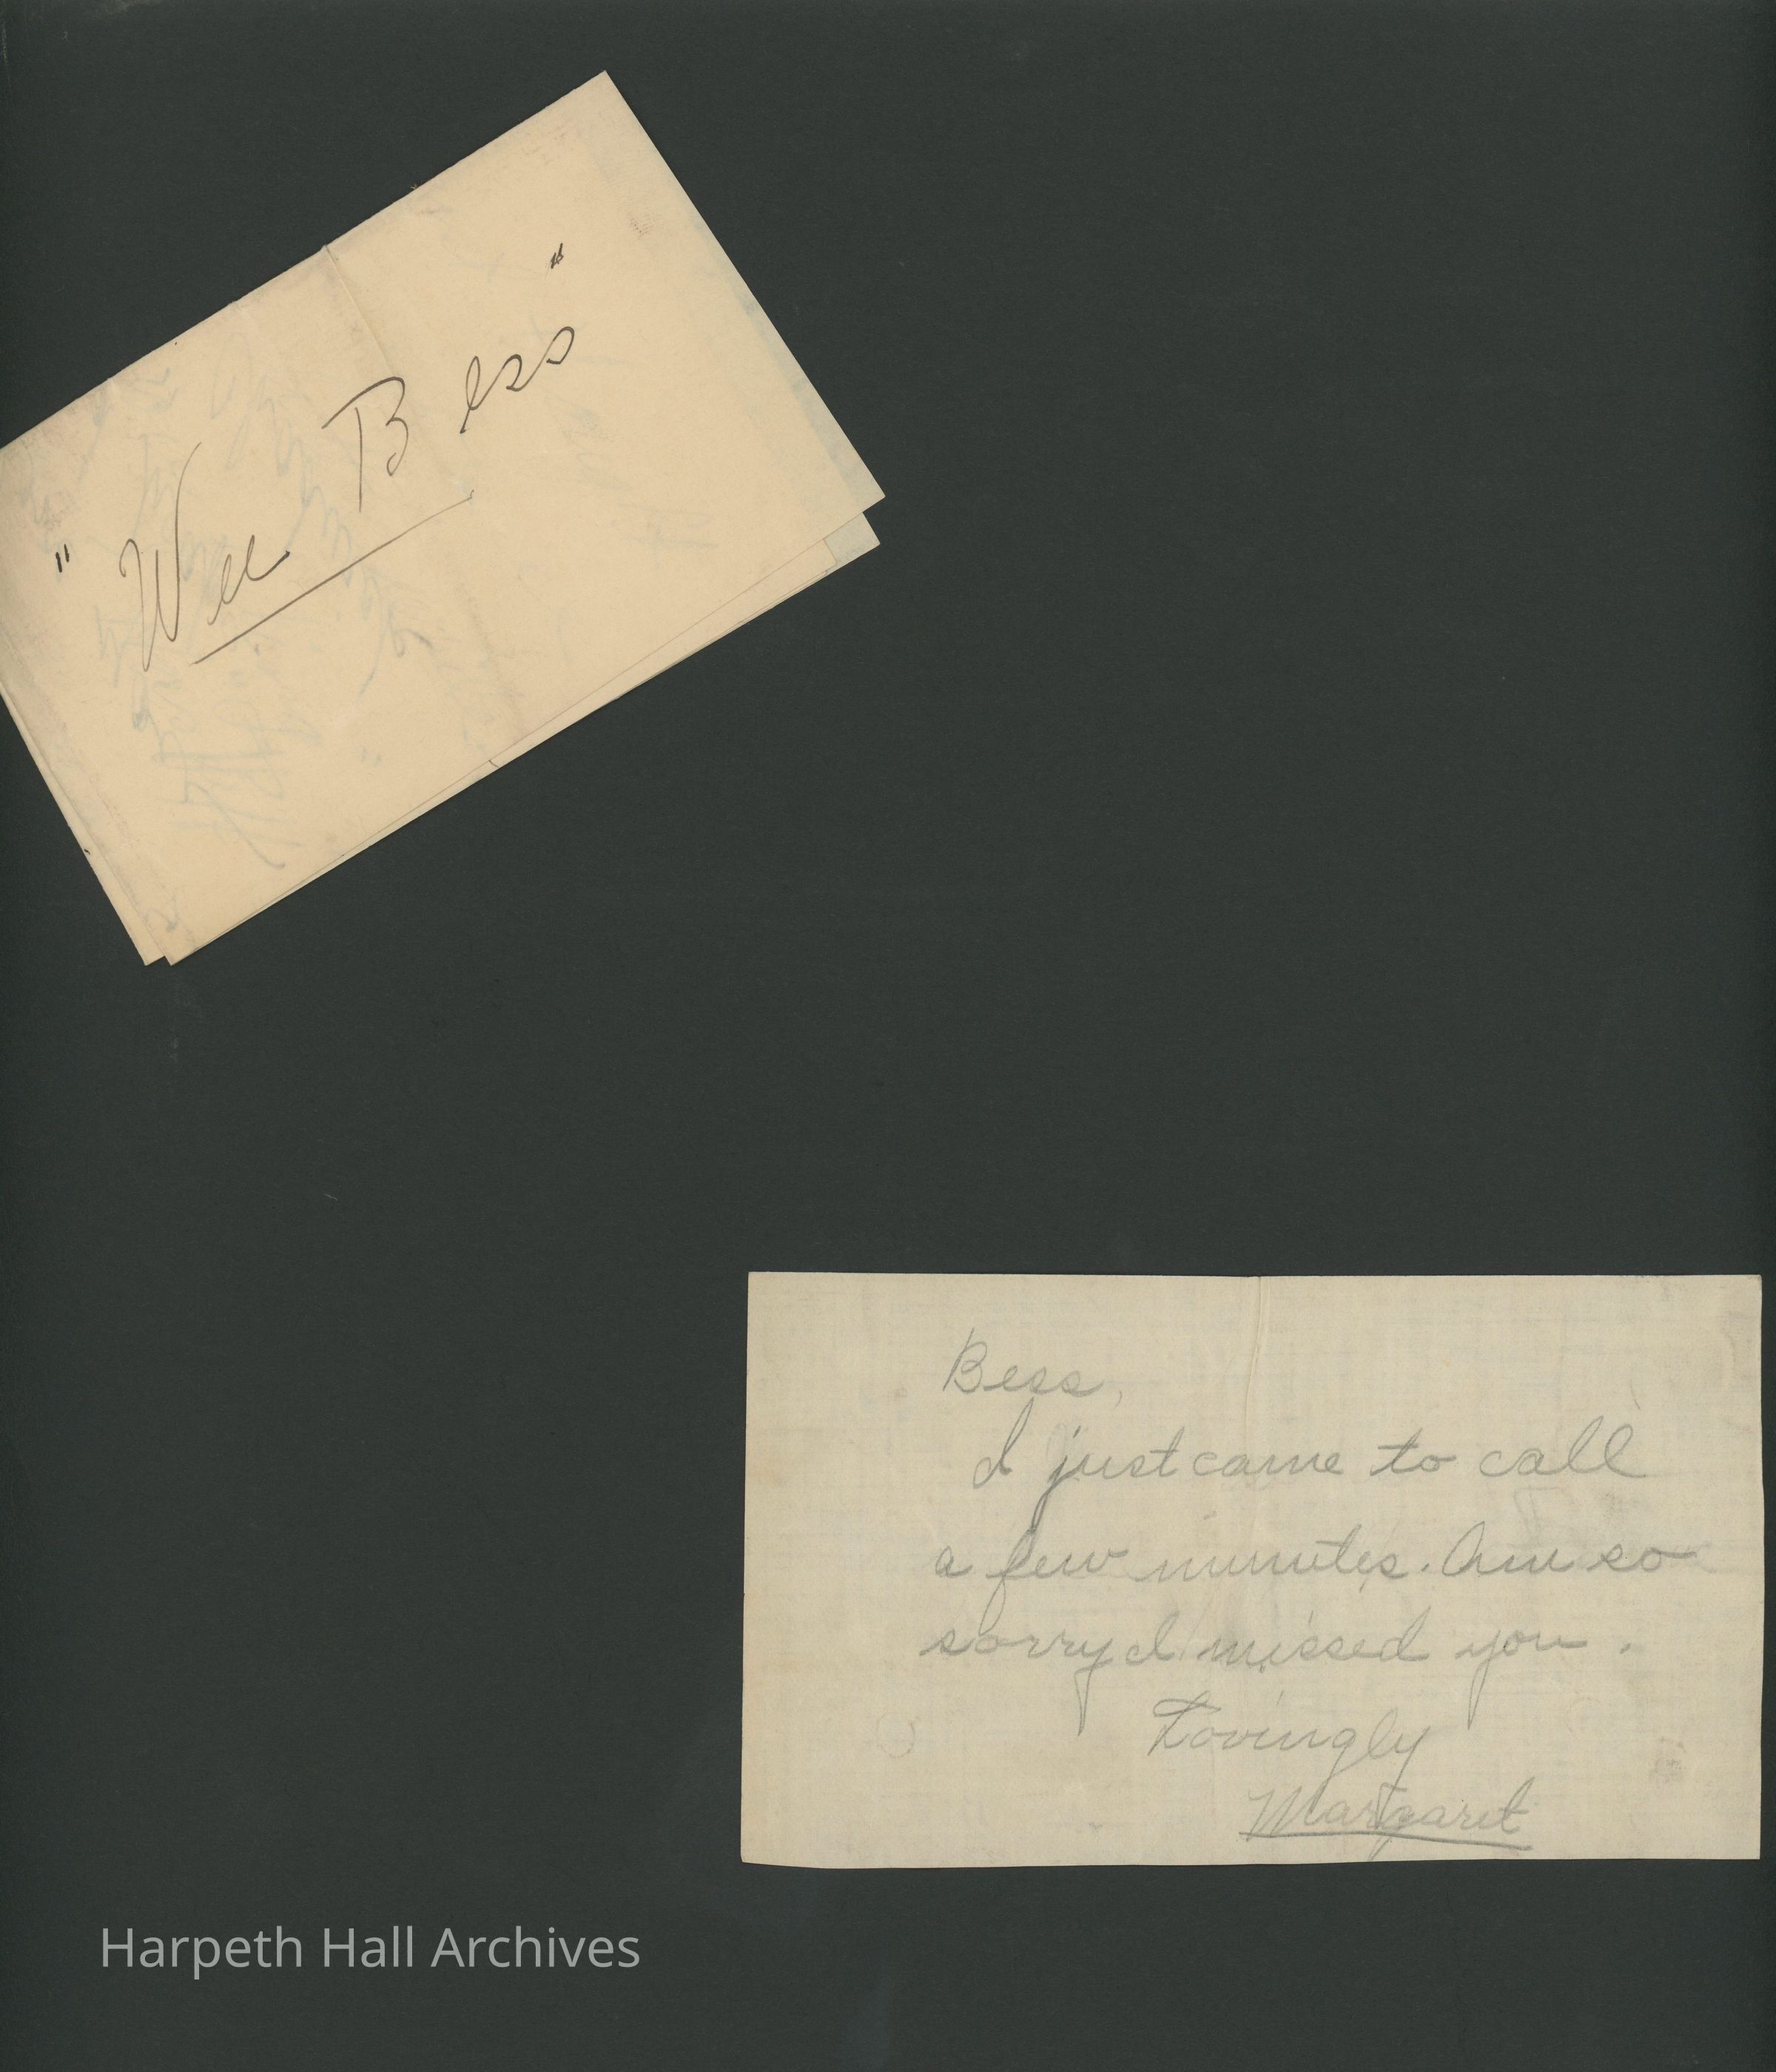 " Wee Bess "
Bess,
I just came to call
a few minutes. Am so
sorry I missed you.
Lovingly
Margaret
Harpeth Hall Archives